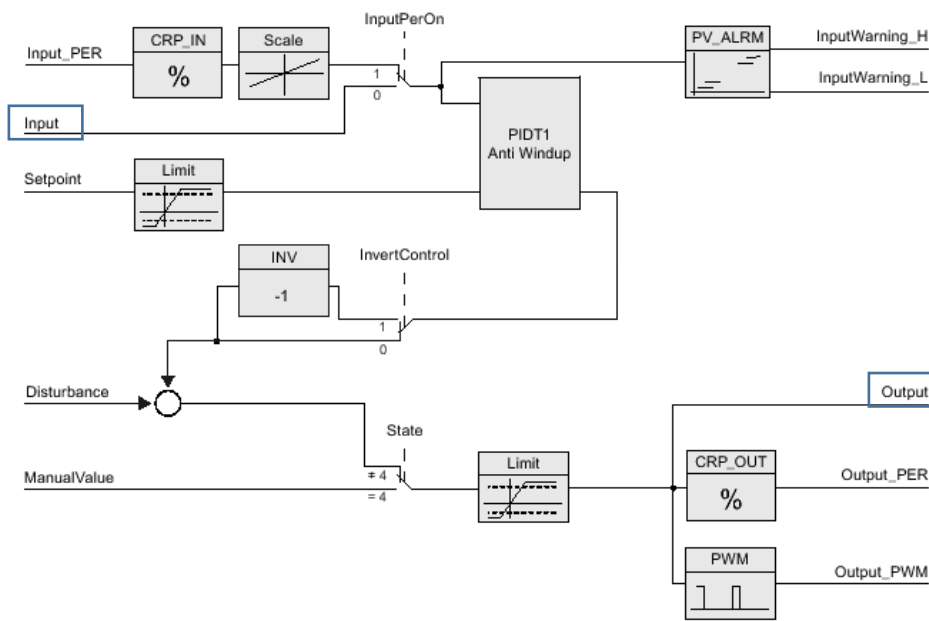 InputPerOn
Input_PER
CRP_IN
%
Scale
1
0
PV_ALRM
InputWarning_H
InputWarning_L
Input
PIDT1
Anti Windup
Setpoint
Limit
INV
-1
InvertControl
1
0
Disturbance
Output
State
ManualValue
≠ 4
= 4
Limit
CRP_OUT
%
Output_PER
PWM
Output_PWM